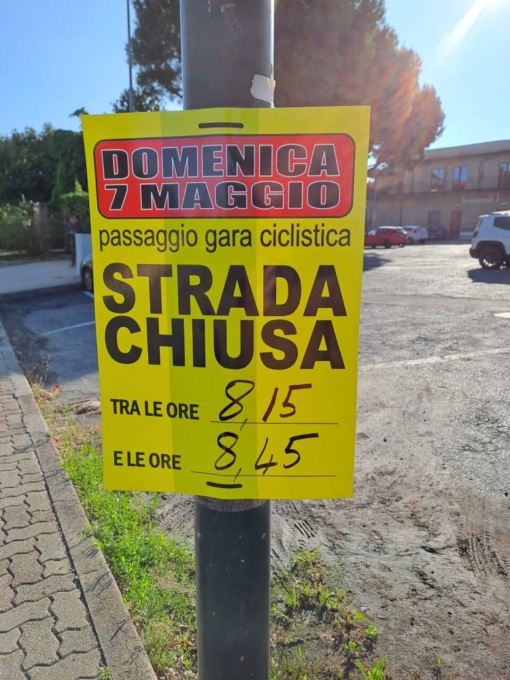 DOMENICA
7 MAGGIO
passaggio gara ciclistica
STRADA
CHIUSA
TRA LE ORE 8,15
E LE ORE 8,45